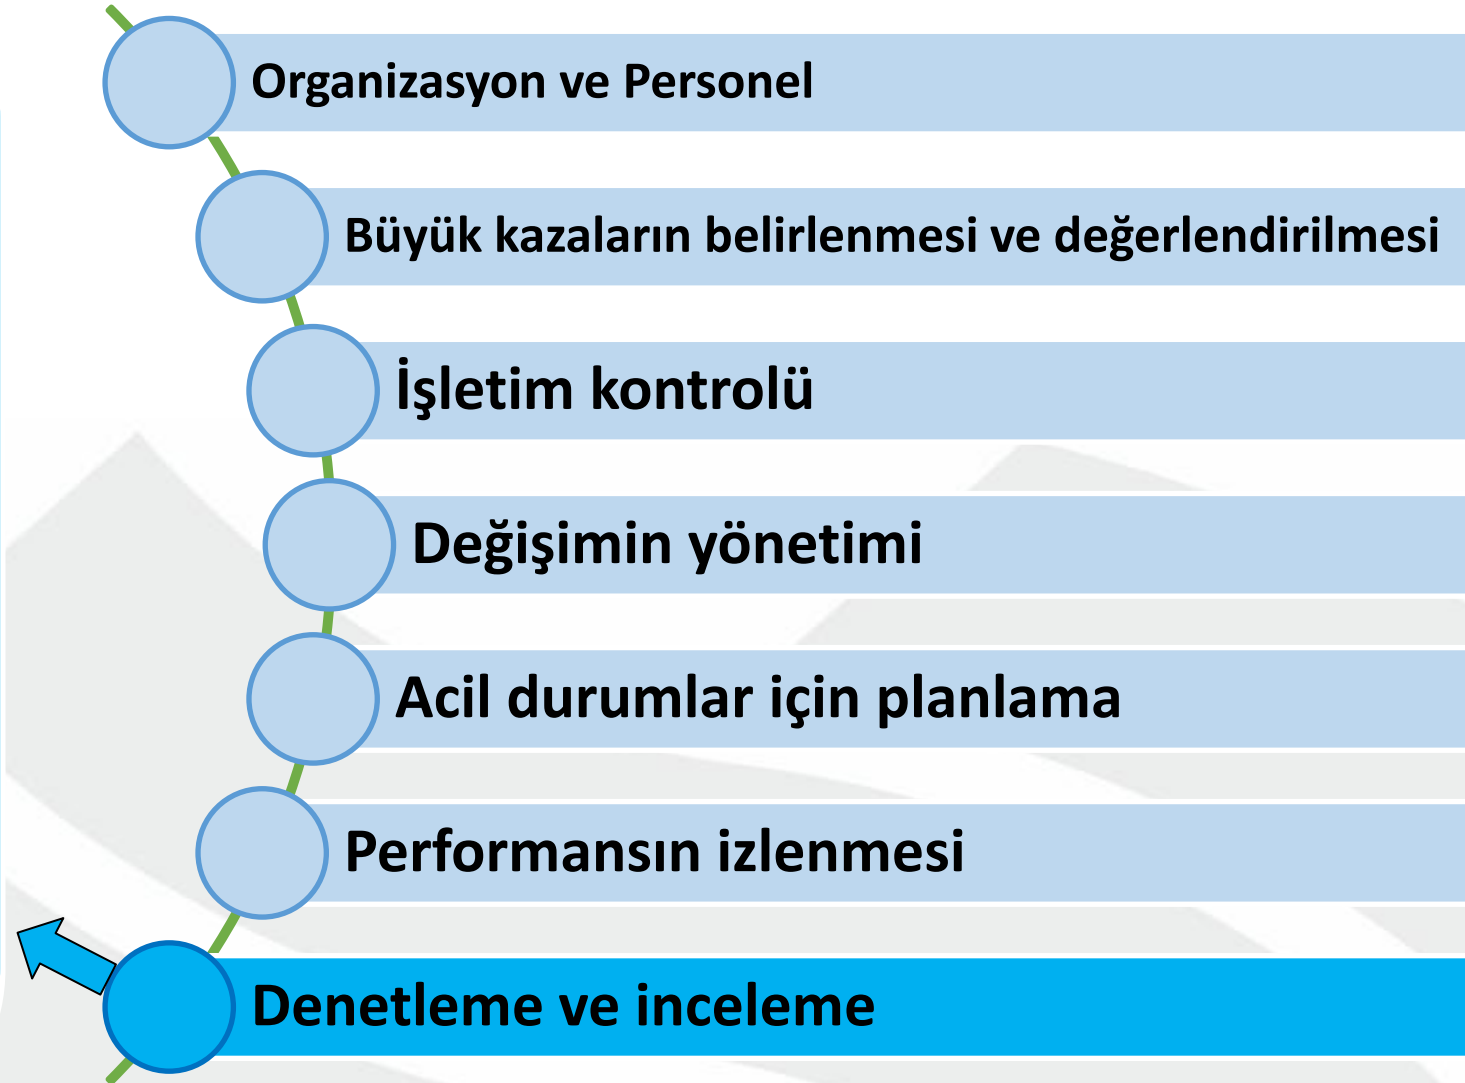 Organizasyon ve Personel
Büyük kazaların belirlenmesi ve değerlendirilmesi
İşletim kontrolü
Değişimin yönetimi
Acil durumlar için planlama
Performansın izlenmesi
Denetleme ve inceleme